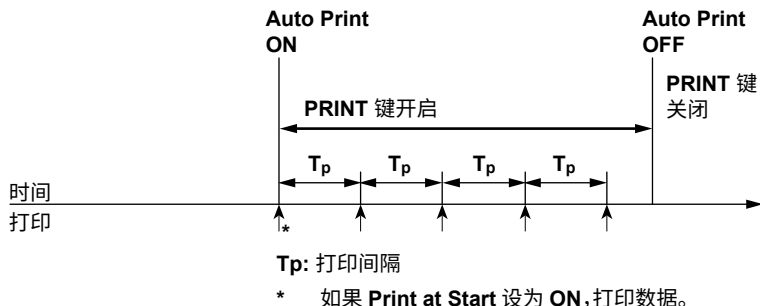 Auto Print
ON
Auto Print
OFF
PRINT 键
关闭
PRINT 键开启
Tp
Tp
Tp
Tp
时间
打印
*
Tp: 打印间隔
* 如果 Print at Start 设为 ON,打印数据。